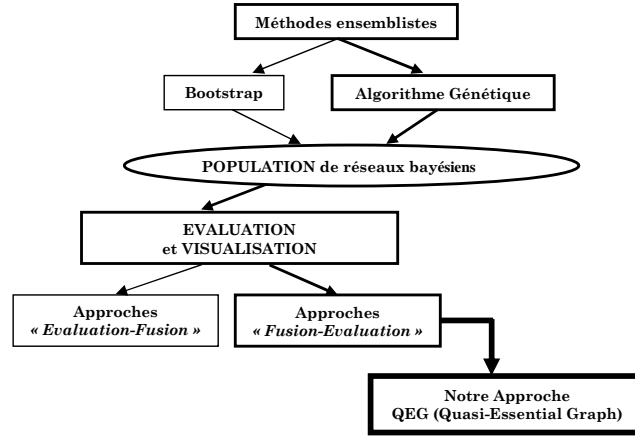 Méthodes ensemblistes
Bootstrap
Algorithme Génétique
POPULATION de réseaux bayésiens
EVALUATION
et VISUALISATION
Approches
« Evaluation-Fusion »
Approches
« Fusion-Evaluation »
Notre Approche
QEG (Quasi-Essential Graph)